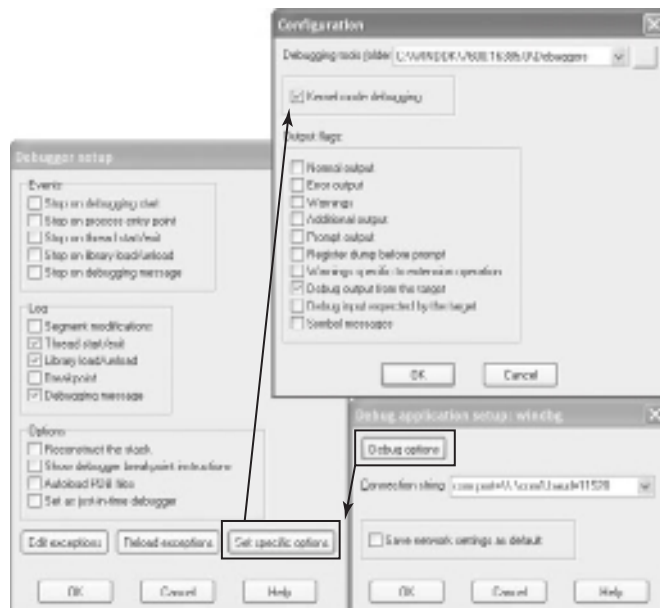 Configuration
Debugging tools folder C:\WINDDK\7600.16385.0\Debuggers
Kernel mode debugging
Output flags
Normal output
Error output
Warnings
Additional output
Prompt output
Register dump before prompt
Warnings specific to extension operation
Debug output from the target
Debug input expected by the target
Symbol messages
OK
Cancel
Debugger setup
Events
Stop on debugging start
Stop on process entry point
Stop on thread start/exit
Stop on library load/unload
Stop on debugging message
Log
Segment modifications
Thread start/exit
Library load/unload
Breakpoint
Debugging message
Options
Reconstruct the stack
Show debugger breakpoint instructions
Autoload PDB files
Set as just-in-time debugger
Edit exceptions
Reload exceptions
Set specific options
OK
Cancel
Help
Debug application setup: windbg
Debug options
Connection string
Save network settings as default
OK
Cancel
Help